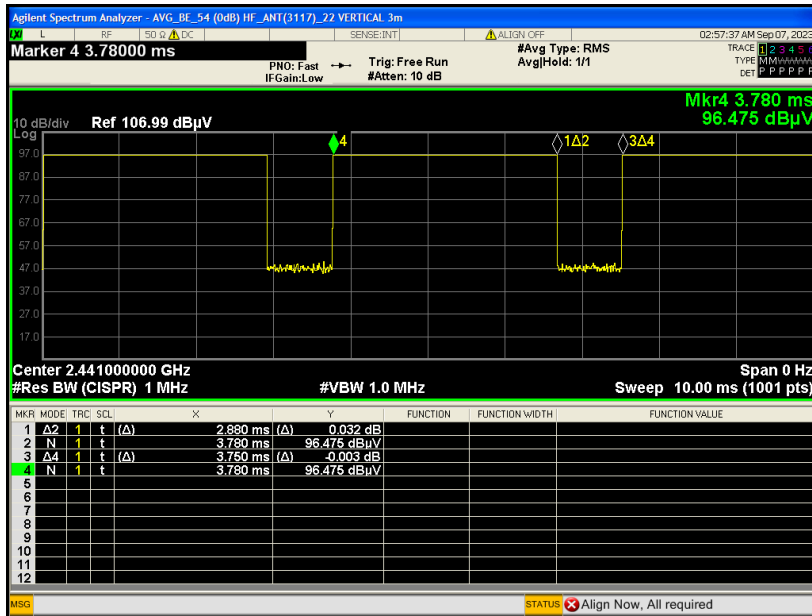 Agilent Spectrum Analyzer - AVG_BE_54 (0dB) HF_ANT(3117)_22 VERTICAL 3m
LXI L RF 50 Ω DC SENSE:INT ALIGN OFF 02:57:37 AM Sep 07, 2023
Marker 4 3.78000 ms
PNO: Fast
IFGain:Low
Trig: Free Run
#Atten: 10 dB
#Avg Type: RMS
Avg|Hold: 1/1
TRACE 1 2 3 4 5
TYPE M M
DET P P P P P
Mkr4 3.780 ms
96.475 dBµV
10 dB/div Ref 106.99 dBµV
Log
4 1Δ2 3Δ4
97.0
87.0
77.0
67.0
57.0
47.0
37.0
27.0
17.0
Center 2.441000000 GHz Span 0 Hz
#Res BW (CISPR) 1 MHz #VBW 1.0 MHz Sweep 10.00 ms (1001 pts)
MKR MODE TRC SCL X Y FUNCTION FUNCTION WIDTH FUNCTION VALUE
1 Δ2 1 t (Δ) 2.880 ms (Δ) 0.032 dB
2 N 1 t 3.780 ms 96.475 dBµV
3 Δ4 1 t (Δ) 3.750 ms (Δ) -0.003 dB
4 N 1 t 3.780 ms 96.475 dBµV
5
6
7
8
9
10
11
12
MSG STATUS Align Now, All required